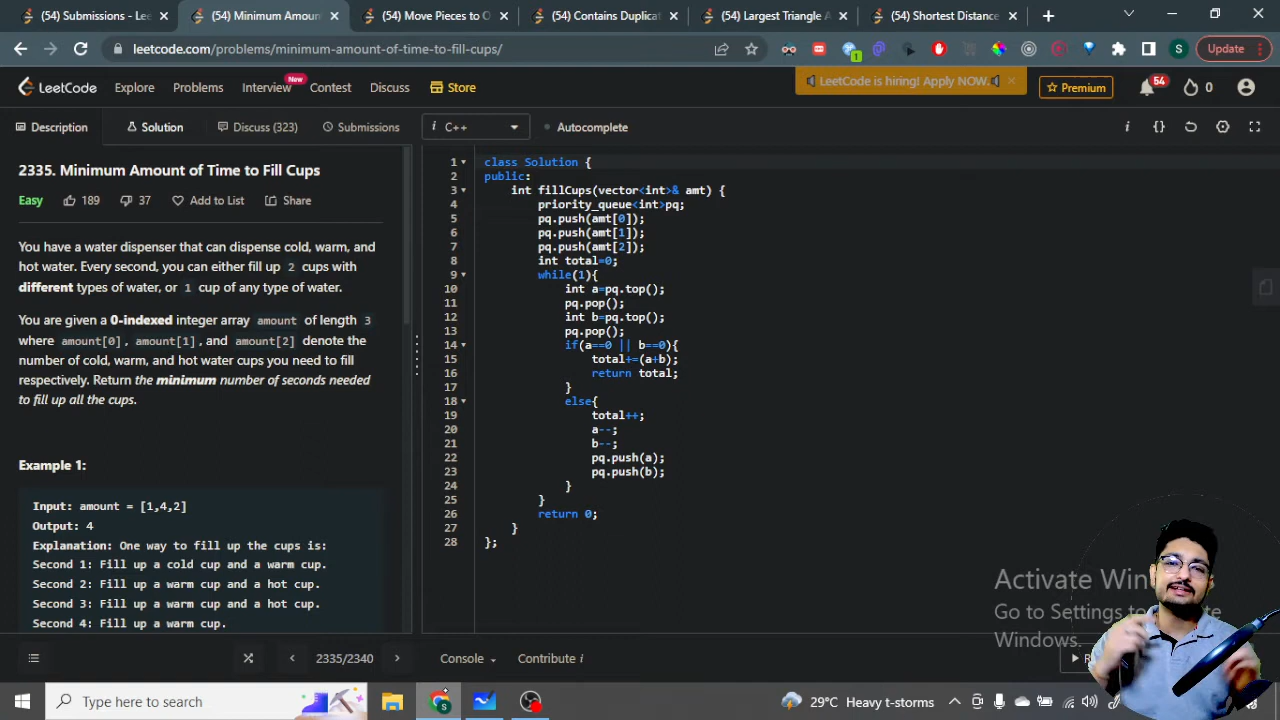 (54) Submissions - Lee
(54) Minimum Amoun
(54) Move Pieces to O
(54) Contains Duplicat
(54) Largest Triangle A
(54) Shortest Distance
leetcode.com/problems/minimum-amount-of-time-to-fill-cups/
1
S
Update
LeetCode
Explore
Problems
Interview
New
Contest
Discuss
Store
LeetCode is hiring! Apply NOW.
Premium
54
0
Description
Solution
Discuss (323)
Submissions
i C++
Autocomplete
2335. Minimum Amount of Time to Fill Cups
Easy
189
37
Add to List
Share
You have a water dispenser that can dispense cold, warm, and
hot water. Every second, you can either fill up 2 cups with
different types of water, or 1 cup of any type of water.
You are given a 0-indexed integer array amount of length 3
where amount[0], amount[1], and amount[2] denote the
number of cold, warm, and hot water cups you need to fill
respectively. Return the minimum number of seconds needed
to fill up all the cups.
Example 1:
Input: amount = [1,4,2]
Output: 4
Explanation: One way to fill up the cups is:
Second 1: Fill up a cold cup and a warm cup.
Second 2: Fill up a warm cup and a hot cup.
Second 3: Fill up a warm cup and a hot cup.
Second 4: Fill up a warm cup.
1 class Solution {
2 public:
3 int fillCups(vector<int>& amt) {
4 priority_queue<int>pq;
5 pq.push(amt[0]);
6 pq.push(amt[1]);
7 pq.push(amt[2]);
8 int total=0;
9 while(1){
10 int a=pq.top();
11 pq.pop();
12 int b=pq.top();
13 pq.pop();
14 if(a==0 || b==0){
15 total+=(a+b);
16 return total;
17 }
18 else{
19 total++;
20 a--;
21 b--;
22 pq.push(a);
23 pq.push(b);
24 }
25 }
26 return 0;
27 }
28 };
Activate Win
Go to Settings to
Windows.
2335/2340
Console
Contribute i
Type here to search
29°C Heavy t-storms